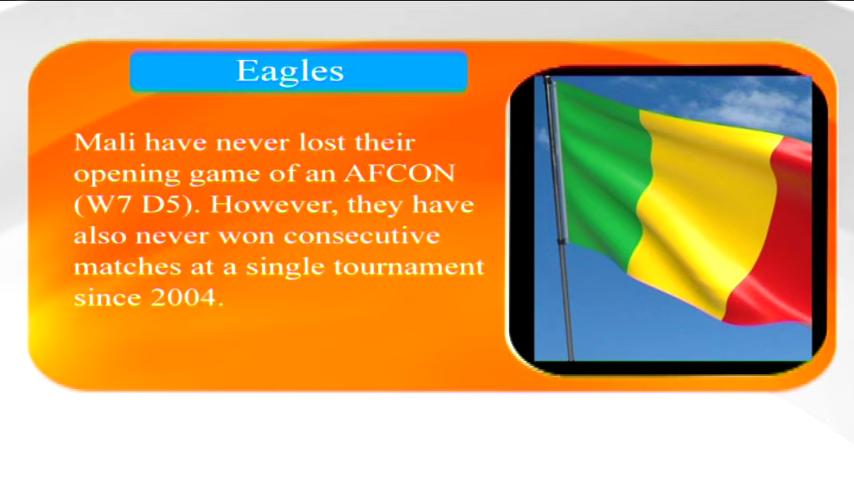 Eagles
Mali have never lost their
opening game of an AFCON
(W7 D5). However, they have
also never won consecutive
matches at a single tournament
since 2004.